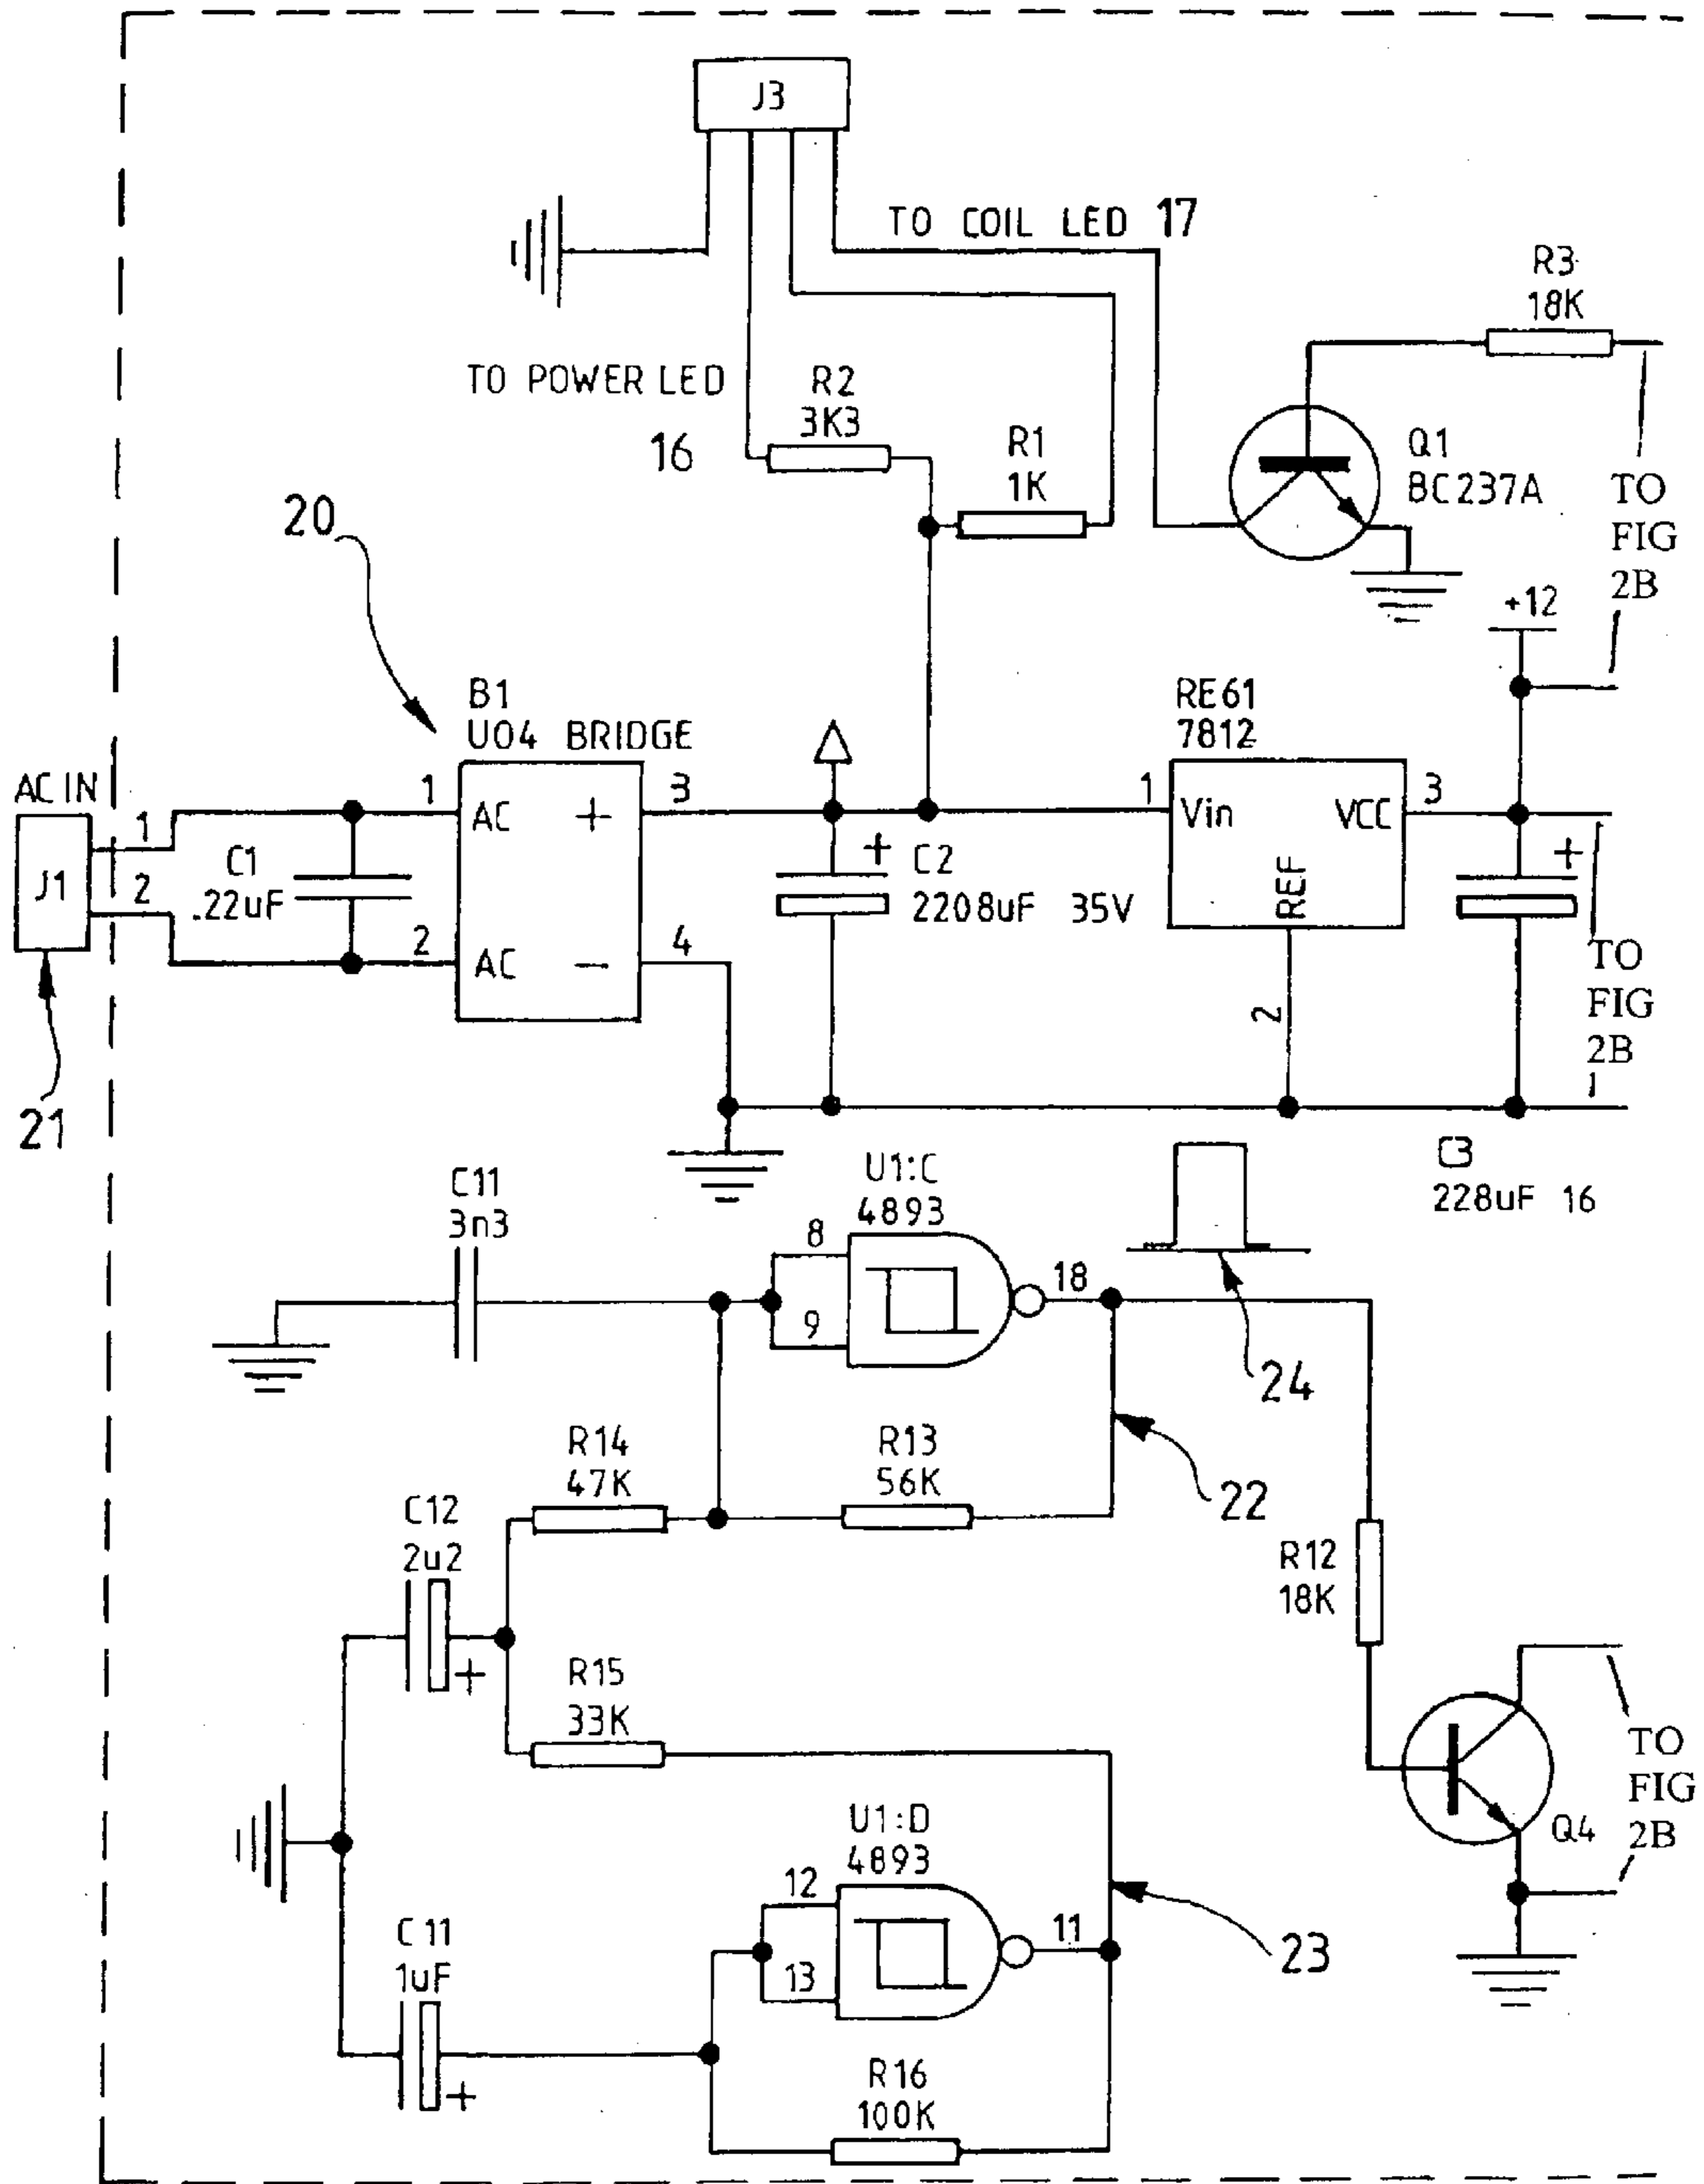 J3
TO COIL LED 17
R3
18K
TO POWER LED
16
R2
3K3
R1
1K
Q1
BC237A
TO
FIG
2B
20
+12
B1
U04 BRIDGE
RE61
7812
AC IN
J1
1
2
C1
.22uF
1
2
AC
AC
+
−
3
4
+
C2
2208uF 35V
1
Vin
VCC
REF
3
2
+
TO
FIG
2B
21
C3
228uF 16
C11
3n3
U1:C
4893
8
9
18
24
R14
47K
R13
56K
22
C12
2u2
+
R12
18K
R15
33K
TO
FIG
2B
Q4
U1:D
4893
12
13
11
23
C11
1uF
+
R16
100K